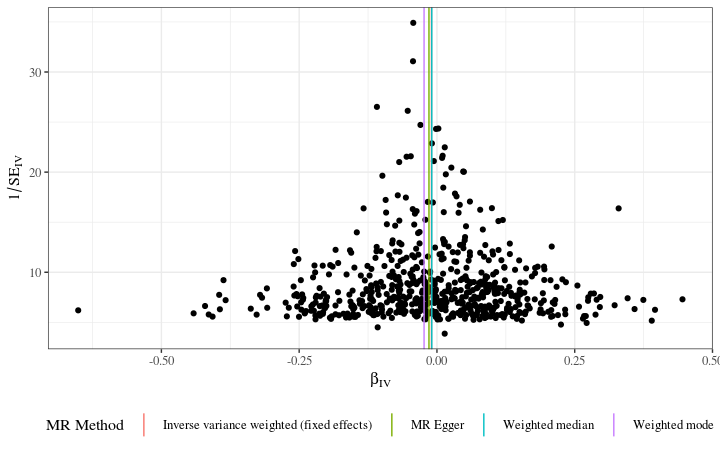 1/SE_IV
30
20
10
-0.50
-0.25
0.00
0.25
0.50
β_IV
MR Method
Inverse variance weighted (fixed effects)
MR Egger
Weighted median
Weighted mode